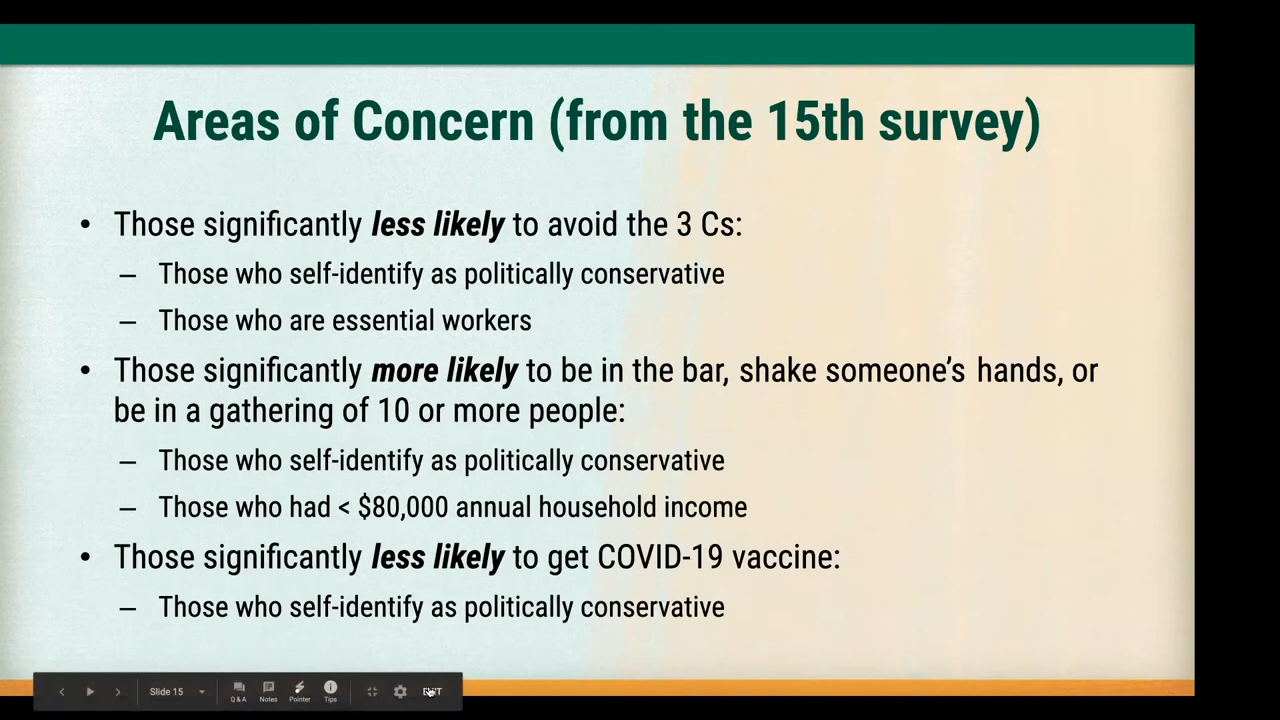 Areas of Concern (from the 15th survey)
• Those significantly less likely to avoid the 3 Cs:
– Those who self-identify as politically conservative
– Those who are essential workers
• Those significantly more likely to be in the bar, shake someone’s hands, or
be in a gathering of 10 or more people:
– Those who self-identify as politically conservative
– Those who had < $80,000 annual household income
• Those significantly less likely to get COVID-19 vaccine:
– Those who self-identify as politically conservative
Slide 15
Q&A Notes Pointer Tips